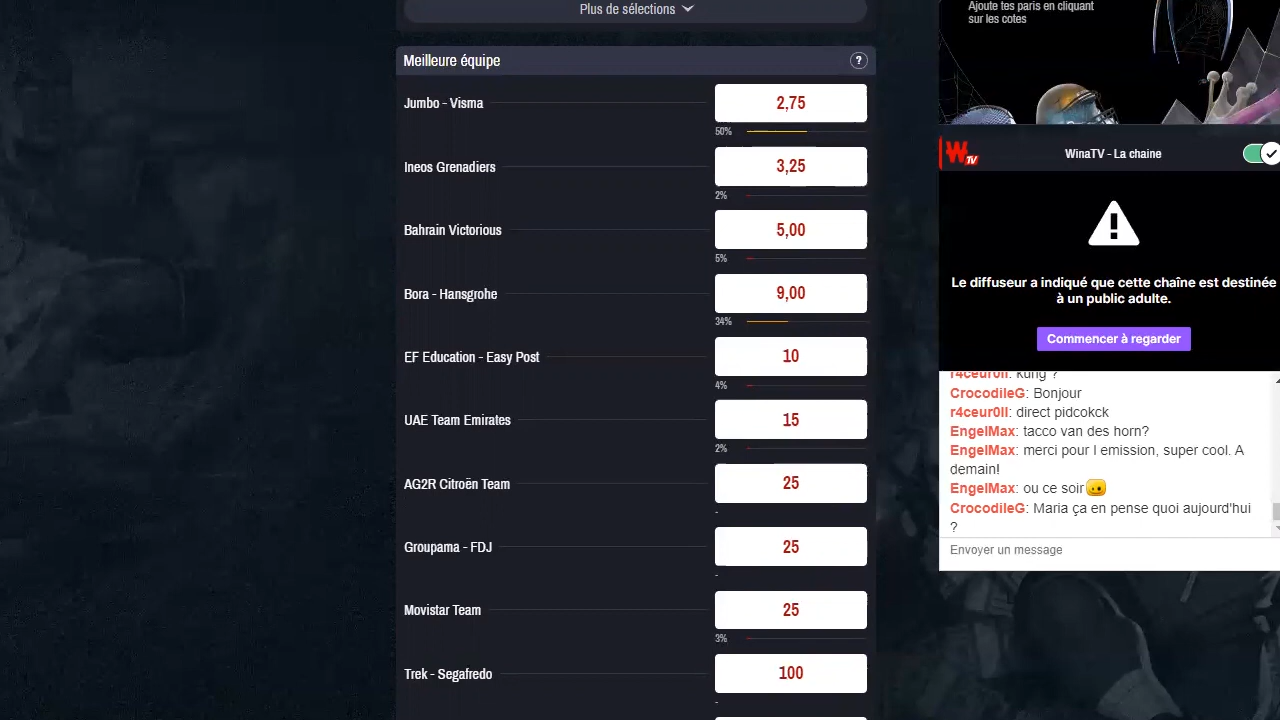 Plus de sélections
Meilleure équipe
?
Jumbo - Visma
2,75
50%
Ineos Grenadiers
3,25
2%
Bahrain Victorious
5,00
5%
Bora - Hansgrohe
9,00
34%
EF Education - Easy Post
10
4%
UAE Team Emirates
15
2%
AG2R Citroën Team
25
-
Groupama - FDJ
25
-
Movistar Team
25
3%
Trek - Segafredo
100
-
Ajoute tes paris en cliquant
sur les cotes
W TV
WinaTV - La chaine
Le diffuseur a indiqué que cette chaîne est destinée
à un public adulte.
Commencer à regarder
r4ceur0ll: kung ?
CrocodileG: Bonjour
r4ceur0ll: direct pidcokck
EngelMax: tacco van des horn?
EngelMax: merci pour l emission, super cool. A
demain!
EngelMax: ou ce soir
CrocodileG: Maria ça en pense quoi aujourd'hui
?
Envoyer un message